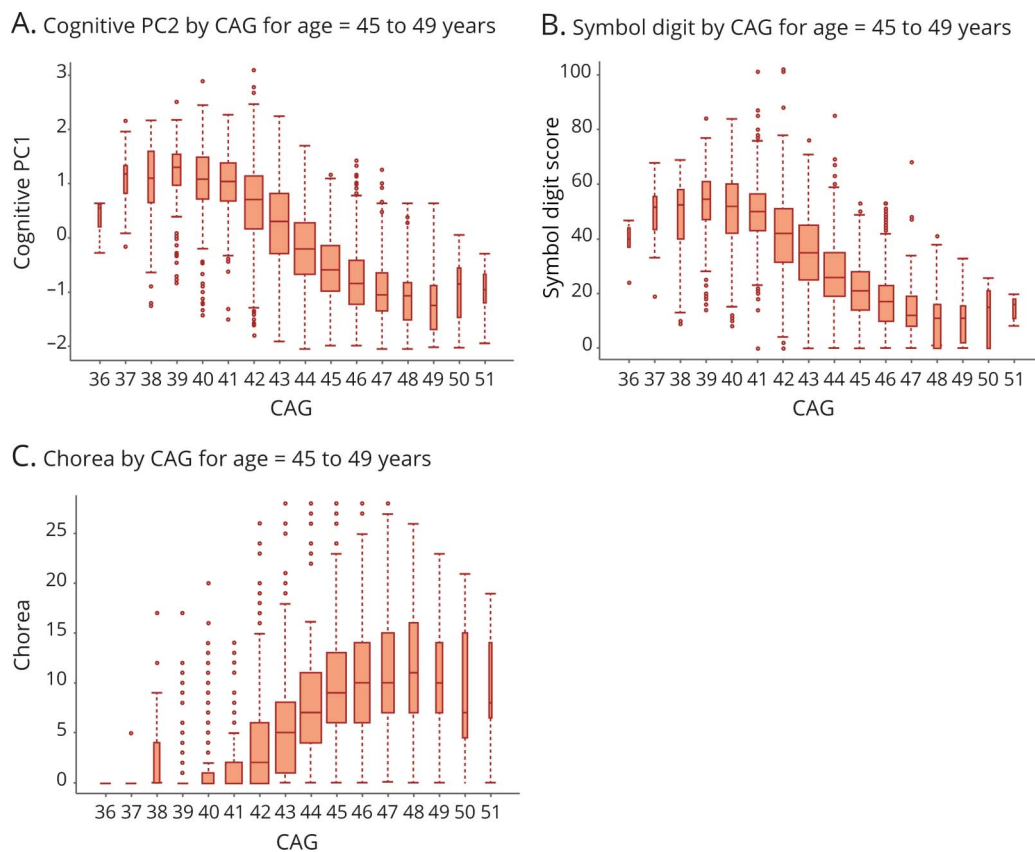 A. Cognitive PC2 by CAG for age = 45 to 49 years
Cognitive PC1
3
2
1
0
−1
−2
36 37 38 39 40 41 42 43 44 45 46 47 48 49 50 51
CAG
B. Symbol digit by CAG for age = 45 to 49 years
Symbol digit score
100
80
60
40
20
0
36 37 38 39 40 41 42 43 44 45 46 47 48 49 50 51
CAG
C. Chorea by CAG for age = 45 to 49 years
Chorea
25
20
15
10
5
0
36 37 38 39 40 41 42 43 44 45 46 47 48 49 50 51
CAG